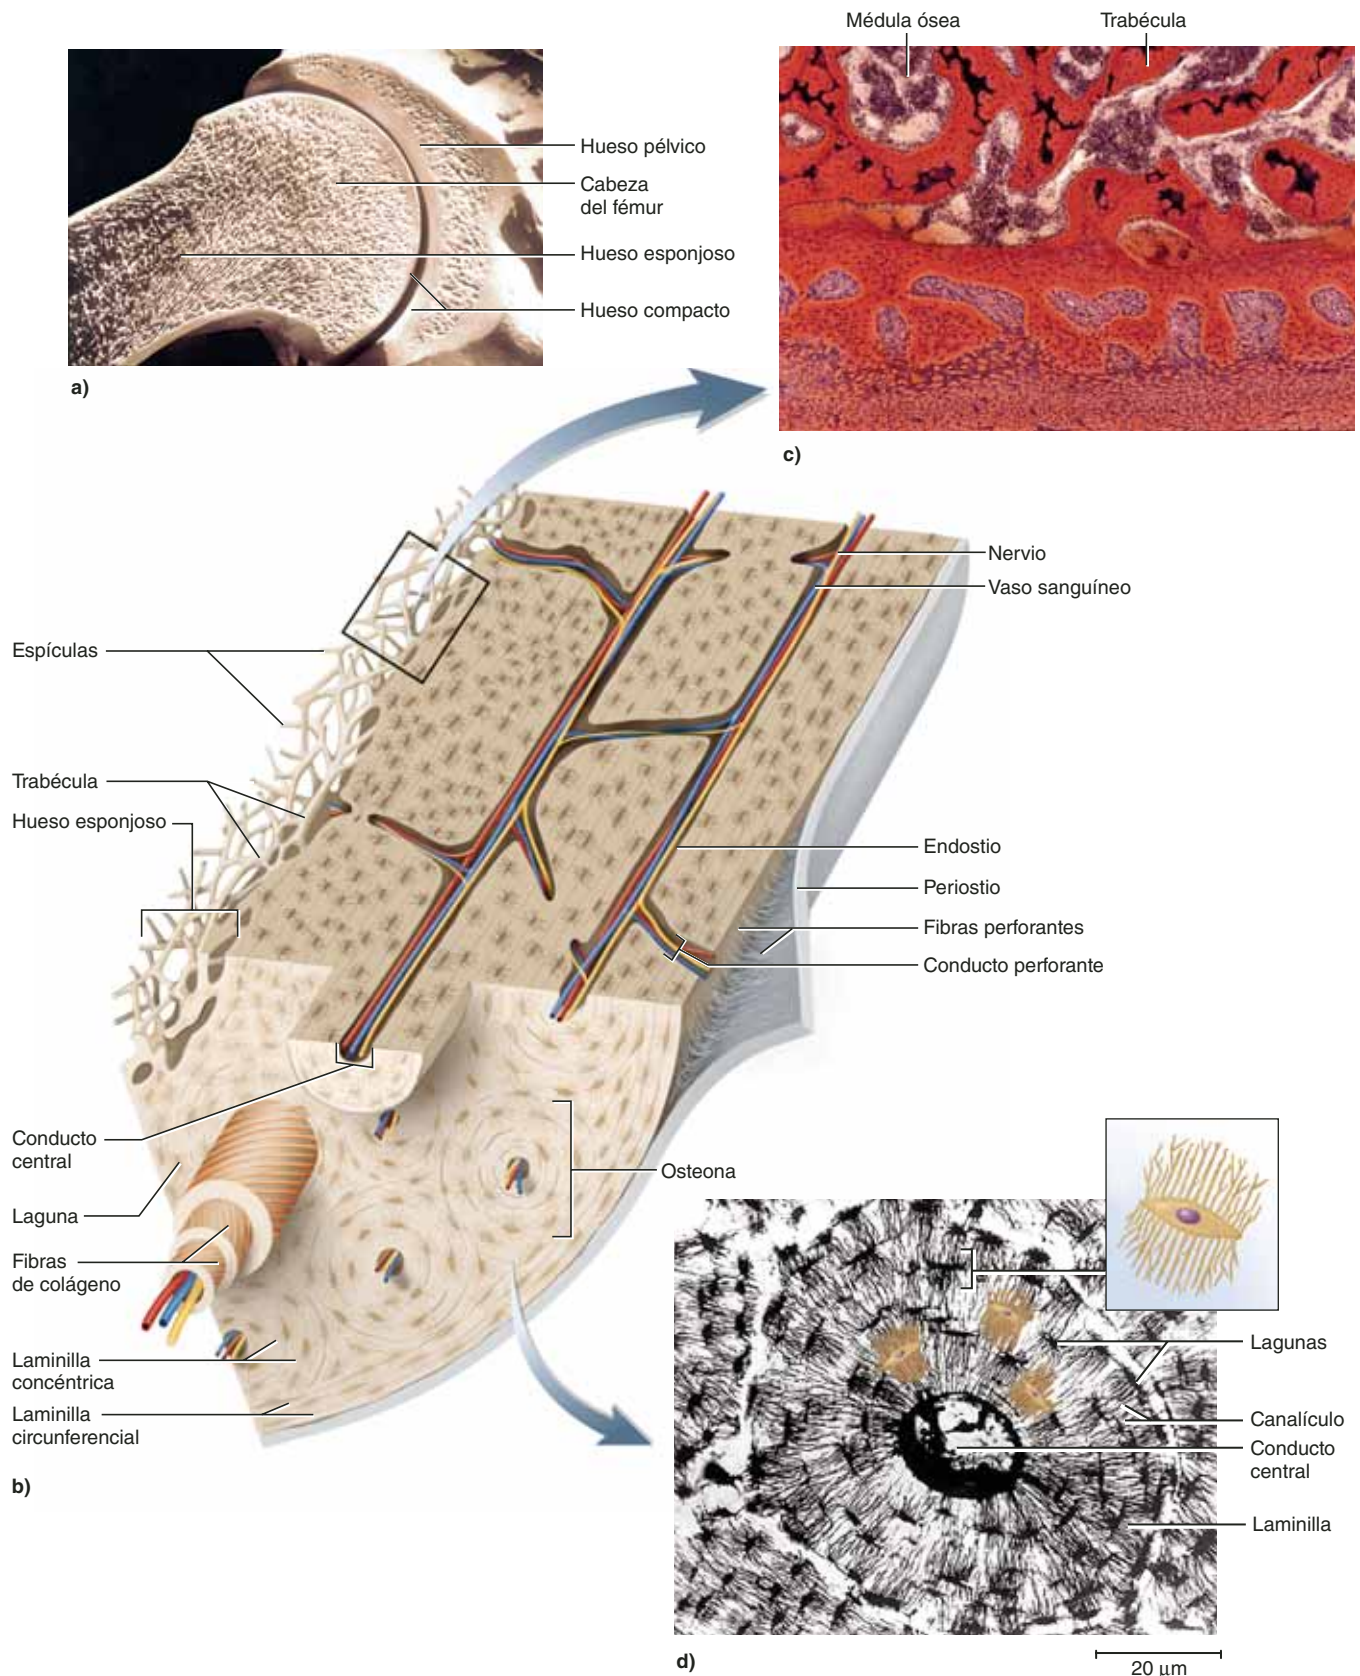 Médula ósea
Trabécula
Hueso pélvico
Cabeza
del fémur
Hueso esponjoso
Hueso compacto
a)
c)
Nervio
Vaso sanguíneo
Espículas
Trabécula
Hueso esponjoso
Endostio
Periostio
Fibras perforantes
Conducto perforante
Conducto
central
Osteona
Laguna
Fibras
de colágeno
Laminilla
concéntrica
Laminilla
circunferencial
b)
Lagunas
Canalículo
Conducto
central
Laminilla
d)
20 μm